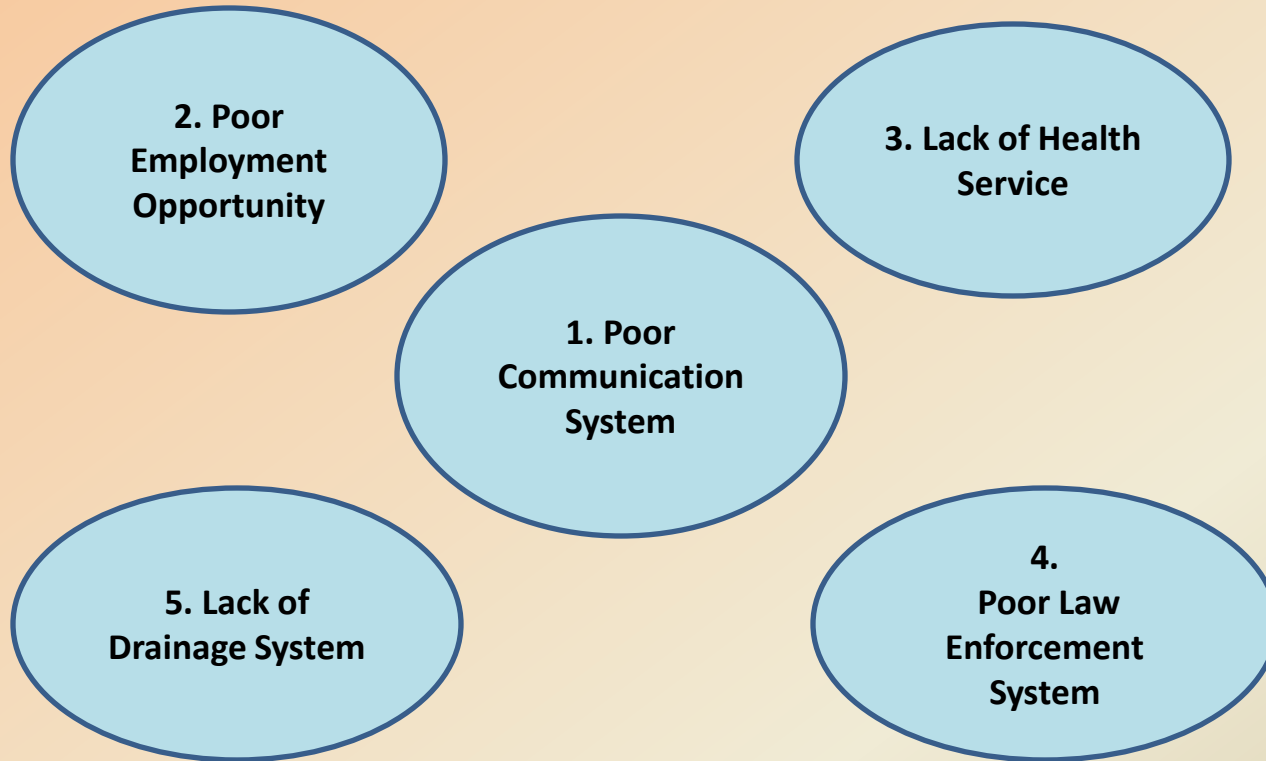 2. Poor
Employment
Opportunity
3. Lack of Health
Service
1. Poor
Communication
System
5. Lack of
Drainage System
4.
Poor Law
Enforcement
System